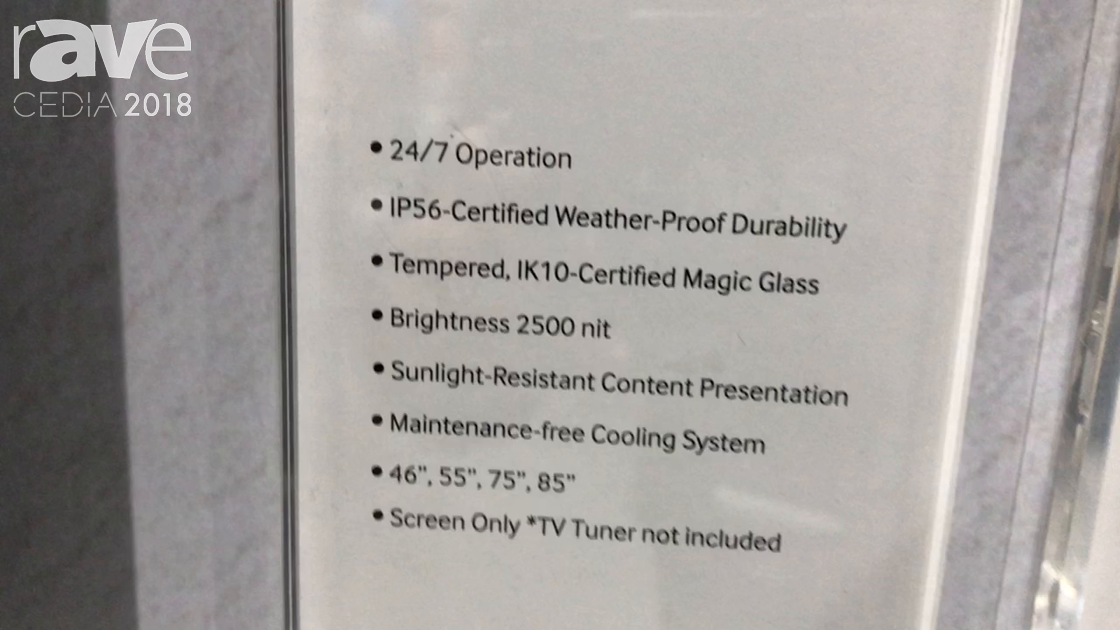 rave
CEDIA 2018
• 24/7 Operation
• IP56-Certified Weather-Proof Durability
• Tempered, IK10-Certified Magic Glass
• Brightness 2500 nit
• Sunlight-Resistant Content Presentation
• Maintenance-free Cooling System
• 46", 55", 75", 85"
• Screen Only *TV Tuner not included